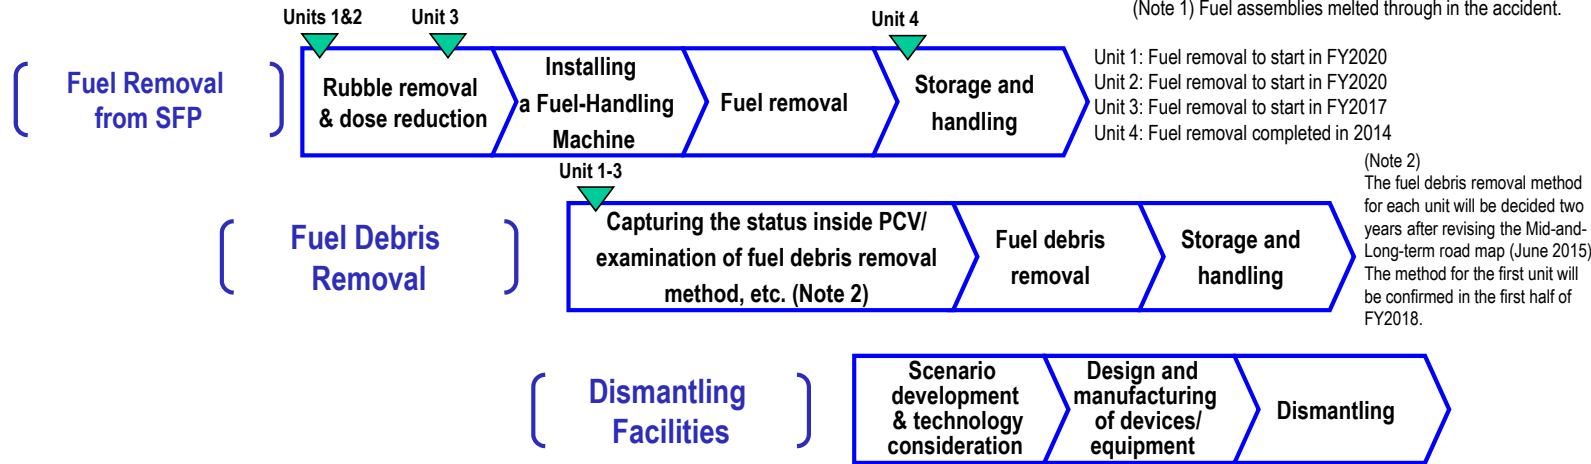 (Note 1) Fuel assemblies melted through in the accident.
Units 1&2
Unit 3
Unit 4
Fuel Removal
from SFP
Rubble removal
& dose reduction
Installing
a Fuel-Handling
Machine
Fuel removal
Storage and
handling
Unit 1: Fuel removal to start in FY2020
Unit 2: Fuel removal to start in FY2020
Unit 3: Fuel removal to start in FY2017
Unit 4: Fuel removal completed in 2014
Unit 1-3
Fuel Debris
Removal
Capturing the status inside PCV/
examination of fuel debris removal
method, etc. (Note 2)
Fuel debris
removal
Storage and
handling
(Note 2)
The fuel debris removal method
for each unit will be decided two
years after revising the Mid-and-
Long-term road map (June 2015)
The method for the first unit will
be confirmed in the first half of
FY2018.
Dismantling
Facilities
Scenario
development
& technology
consideration
Design and
manufacturing
of devices/
equipment
Dismantling